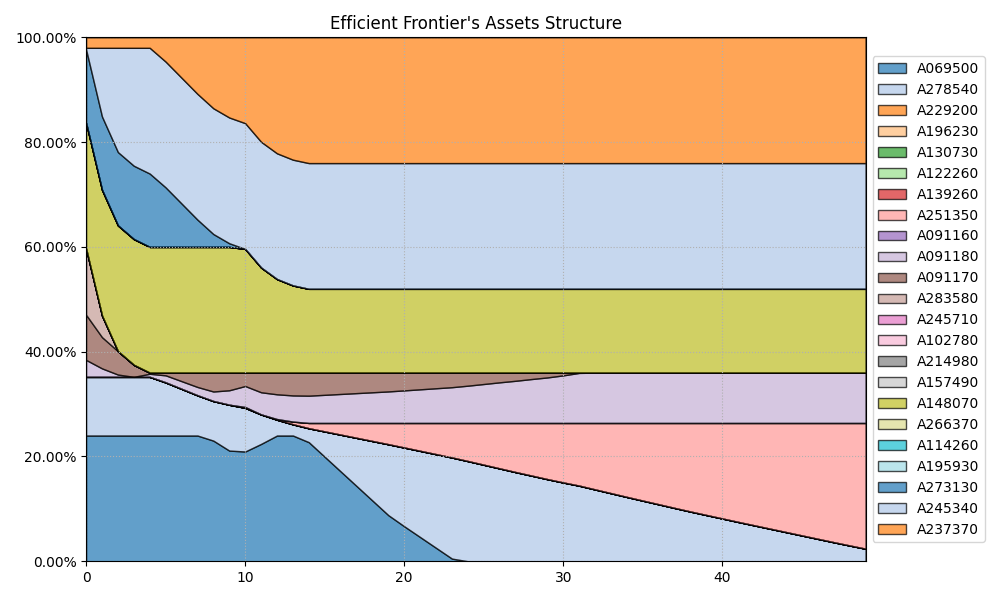 Efficient Frontier's Assets Structure
100.00%
80.00%
60.00%
40.00%
20.00%
0.00%
0
10
20
30
40
A069500
A278540
A229200
A196230
A130730
A122260
A139260
A251350
A091160
A091180
A091170
A283580
A245710
A102780
A214980
A157490
A148070
A266370
A114260
A195930
A273130
A245340
A237370